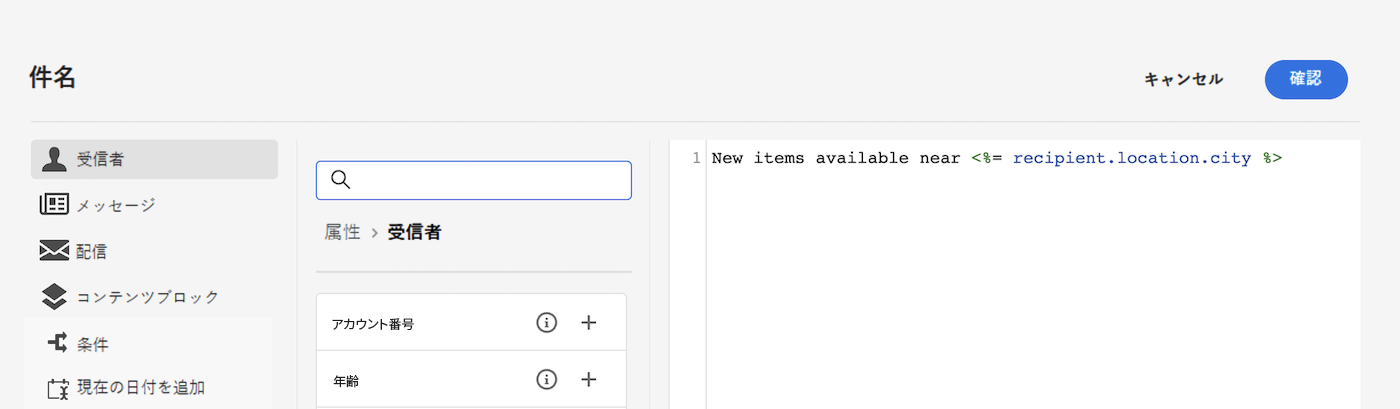 件名
キャンセル
確認
受信者
メッセージ
配信
コンテンツブロック
条件
現在の日付を追加
属性 > 受信者
アカウント番号
年齢
1 New items available near <%= recipient.location.city %>